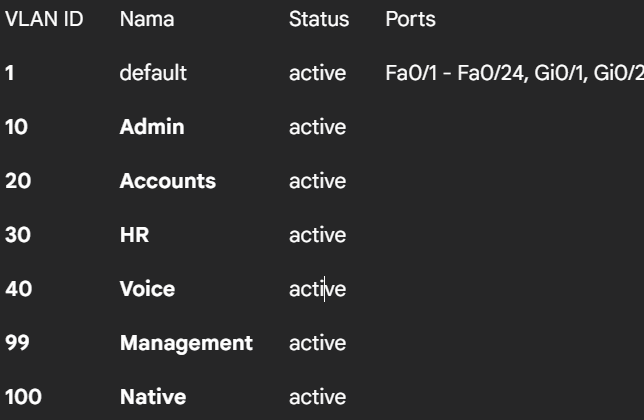 VLAN ID Nama Status Ports
1 default active Fa0/1 - Fa0/24, Gi0/1, Gi0/2
10 Admin active
20 Accounts active
30 HR active
40 Voice active
99 Management active
100 Native active